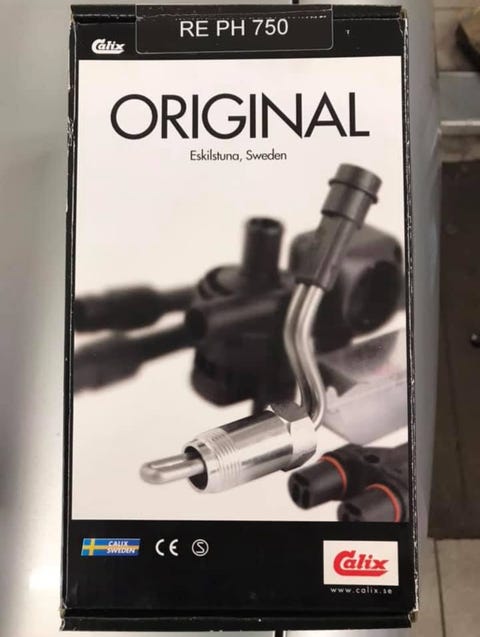 RE PH 750
Calix
ORIGINAL
Eskilstuna, Sweden
CALIX
SWEDEN
CE S
Calix
www.calix.se